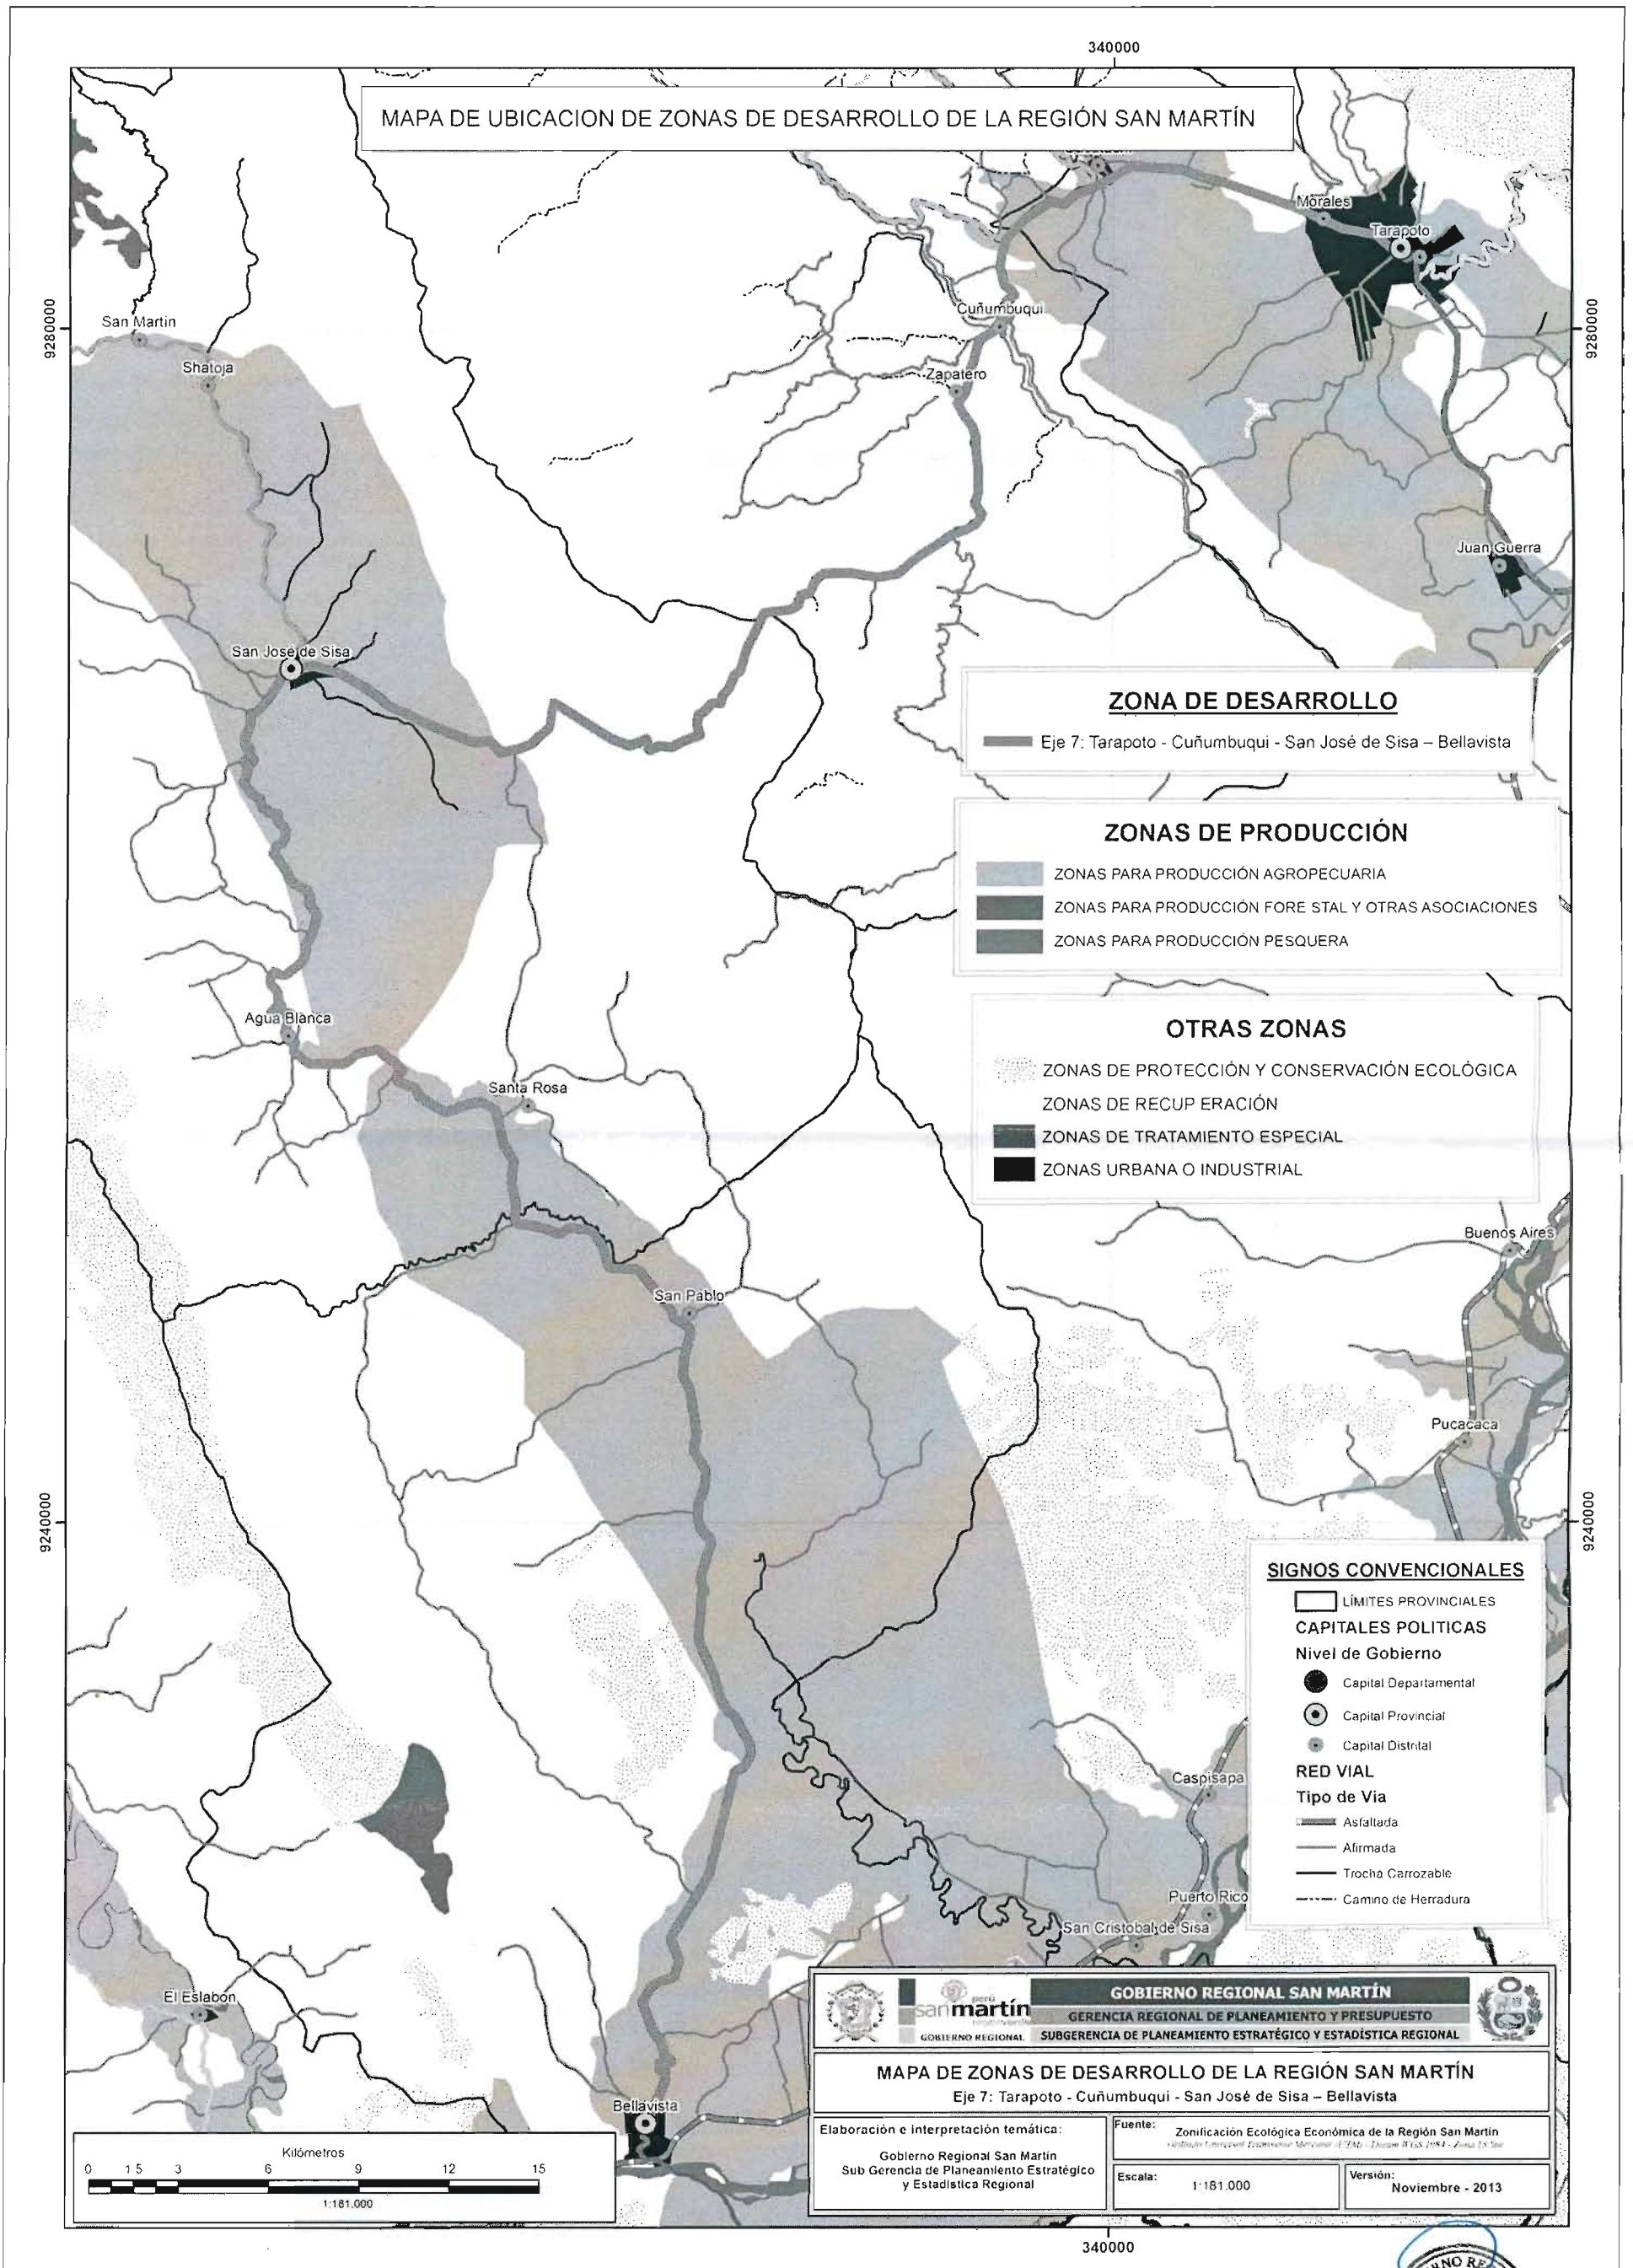 340000
MAPA DE UBICACION DE ZONAS DE DESARROLLO DE LA REGIÓN SAN MARTÍN
Morales
Tarapoto
9280000
9280000
San Martin
Shatoja
Cuñumbuqui
Zapatero
Juan Guerra
San José de Sisa
ZONA DE DESARROLLO
Eje 7: Tarapoto - Cuñumbuqui - San José de Sisa – Bellavista
ZONAS DE PRODUCCIÓN
ZONAS PARA PRODUCCIÓN AGROPECUARIA
ZONAS PARA PRODUCCIÓN FORE STAL Y OTRAS ASOCIACIONES
ZONAS PARA PRODUCCIÓN PESQUERA
OTRAS ZONAS
ZONAS DE PROTECCIÓN Y CONSERVACIÓN ECOLÓGICA
ZONAS DE RECUP ERACIÓN
ZONAS DE TRATAMIENTO ESPECIAL
ZONAS URBANA O INDUSTRIAL
Agua Blanca
Santa Rosa
San Pablo
Buenos Aires
Pucacaca
9240000
9240000
SIGNOS CONVENCIONALES
LÍMITES PROVINCIALES
CAPITALES POLITICAS
Nivel de Gobierno
Capital Departamental
Capital Provincial
Capital Distrital
RED VIAL
Tipo de Via
Asfaltada
Afirmada
Trocha Carrozable
Camino de Herradura
Caspisapa
Puerto Rico
San Cristobal de Sisa
El Eslabón
Bellavista
perú
sanmartín
GOBIERNO REGIONAL
GOBIERNO REGIONAL SAN MARTÍN
GERENCIA REGIONAL DE PLANEAMIENTO Y PRESUPUESTO
SUBGERENCIA DE PLANEAMIENTO ESTRATÉGICO Y ESTADÍSTICA REGIONAL
MAPA DE ZONAS DE DESARROLLO DE LA REGIÓN SAN MARTÍN
Eje 7: Tarapoto - Cuñumbuqui - San José de Sisa – Bellavista
Elaboración e interpretación temática:
Gobierno Regional San Martín
Sub Gerencia de Planeamiento Estratégico
y Estadística Regional
Fuente:
Zonificación Ecológica Económica de la Región San Martín
Escala:
1:181.000
Versión:
Noviembre - 2013
Kilómetros
0 1 5 3 6 9 12 15
1:181.000
340000